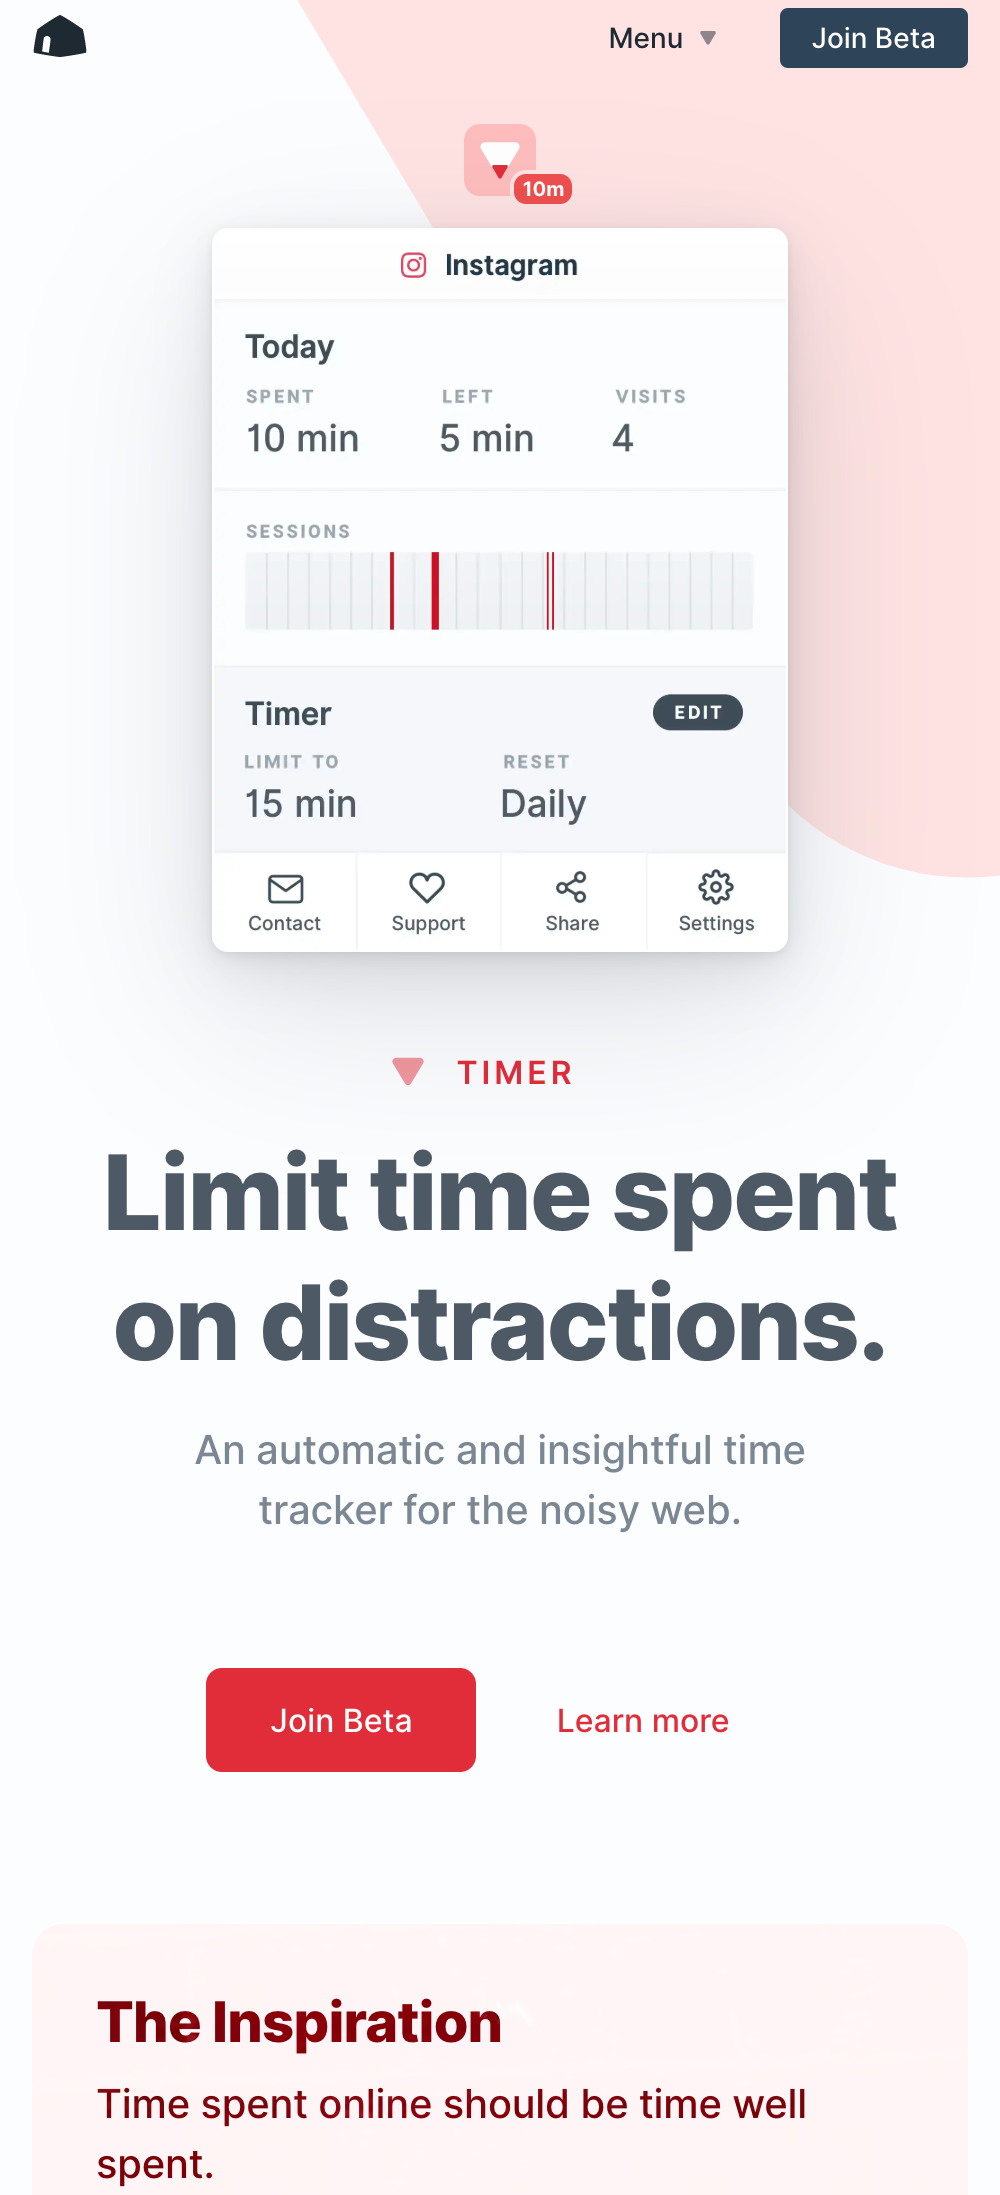 Menu Join Beta
10m
Instagram
Today
SPENT LEFT VISITS
10 min 5 min 4
SESSIONS
Timer EDIT
LIMIT TO RESET
15 min Daily
Contact Support Share Settings
TIMER
Limit time spent
on distractions.
An automatic and insightful time
tracker for the noisy web.
Join Beta Learn more
The Inspiration
Time spent online should be time well
spent.